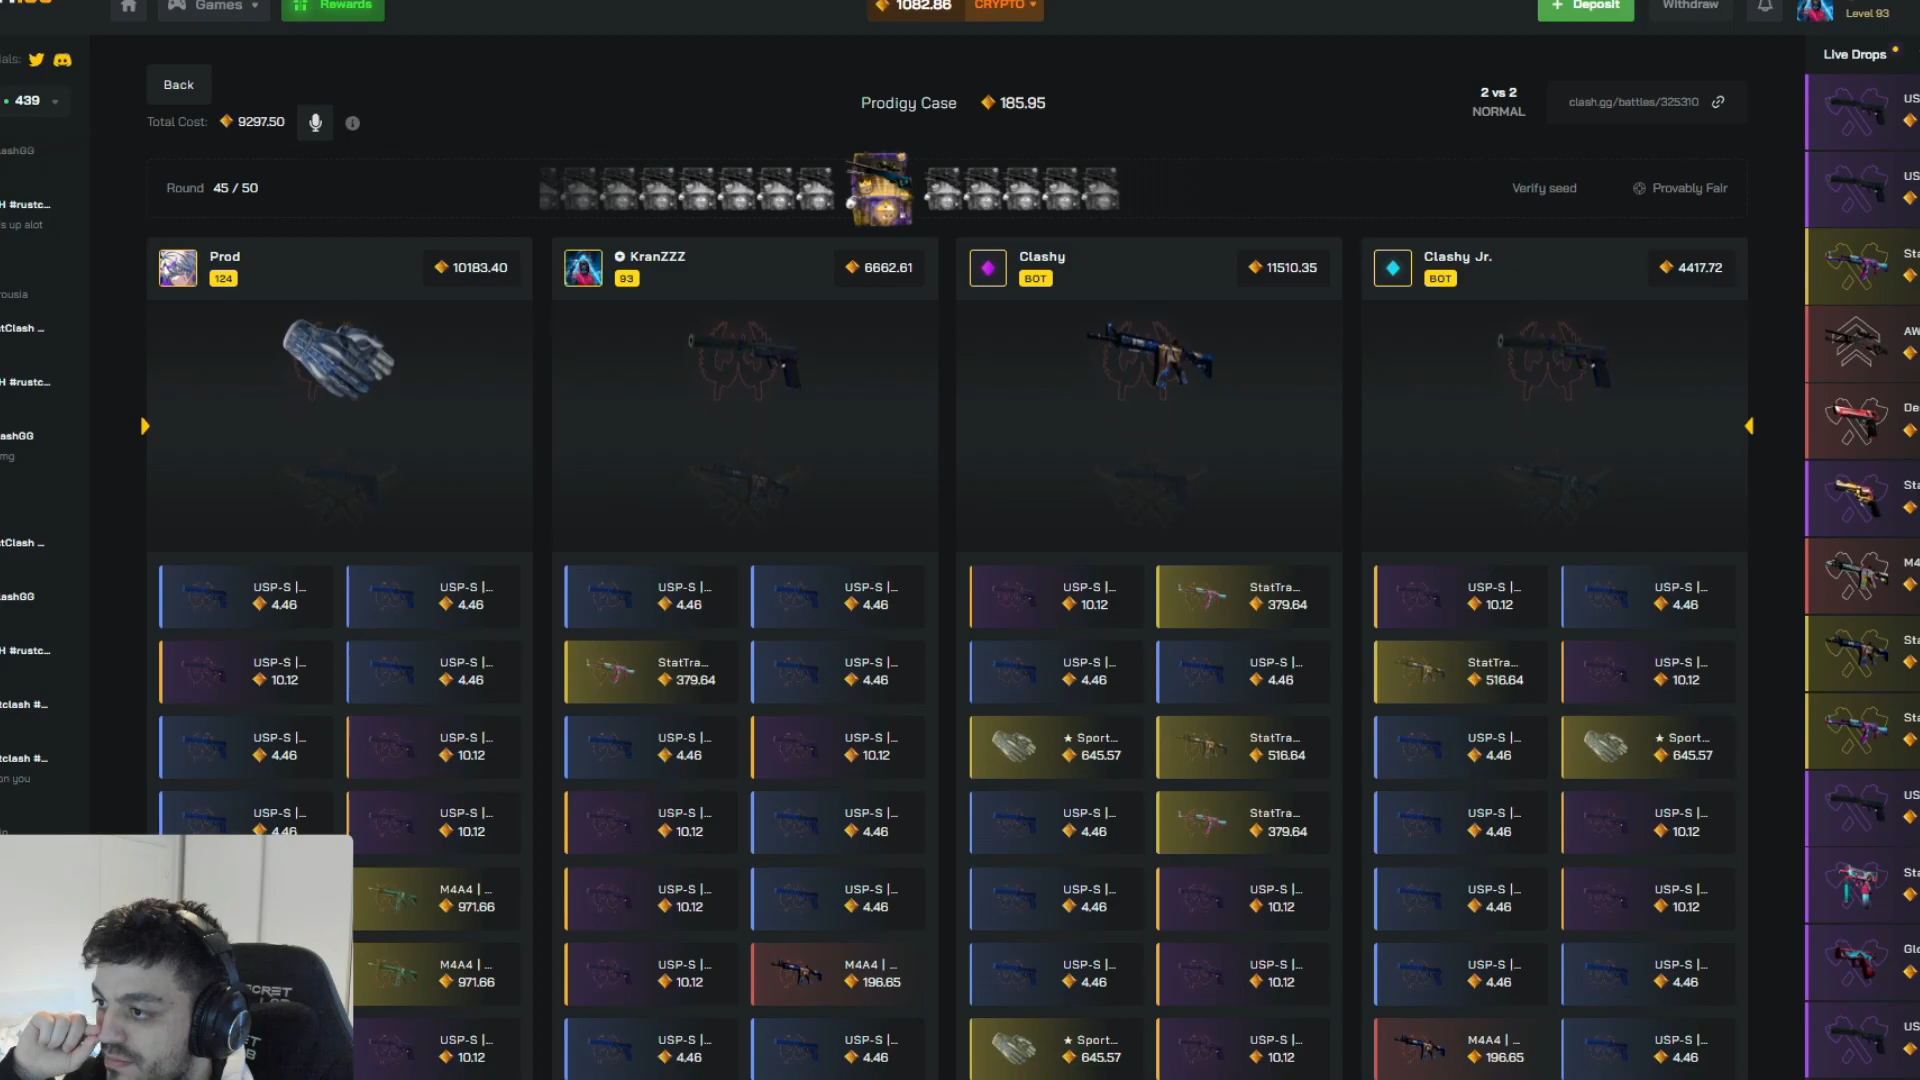 Games
Rewards
1082.86
CRYPTO
+ Deposit
Withdraw
Level 93
Live Drops
439
Back
Total Cost: 9297.50
Prodigy Case 185.95
2 vs 2
NORMAL
clash.gg/battles/325310
Round 45 / 50
Verify seed
Provably Fair
Prod
124
10183.40
KranZZZ
93
6662.61
Clashy
BOT
11510.35
Clashy Jr.
BOT
4417.72
USP-S |... USP-S |... USP-S |... USP-S |... USP-S |... StatTra... USP-S |... USP-S |...
4.46 4.46 4.46 4.46 10.12 379.64 10.12 4.46
USP-S |... USP-S |... StatTra... USP-S |... USP-S |... USP-S |... StatTra... USP-S |...
10.12 4.46 379.64 4.46 4.46 4.46 516.64 10.12
USP-S |... USP-S |... USP-S |... USP-S |... ★ Sport... StatTra... USP-S |... ★ Sport...
4.46 10.12 4.46 10.12 645.57 516.64 4.46 645.57
USP-S |... USP-S |... USP-S |... USP-S |... USP-S |... StatTra... USP-S |... USP-S |...
4.46 10.12 10.12 4.46 4.46 379.64 4.46 10.12
M4A4 | ... USP-S |... USP-S |... USP-S |... USP-S |... USP-S |... USP-S |...
971.66 10.12 4.46 4.46 10.12 4.46 10.12
M4A4 | ... USP-S |... M4A4 | ... USP-S |... USP-S |... USP-S |... USP-S |...
971.66 10.12 196.65 4.46 10.12 4.46 4.46
USP-S |... USP-S |... USP-S |... ★ Sport... USP-S |... M4A4 | ... USP-S |...
10.12 4.46 4.46 645.57 10.12 196.65 4.46